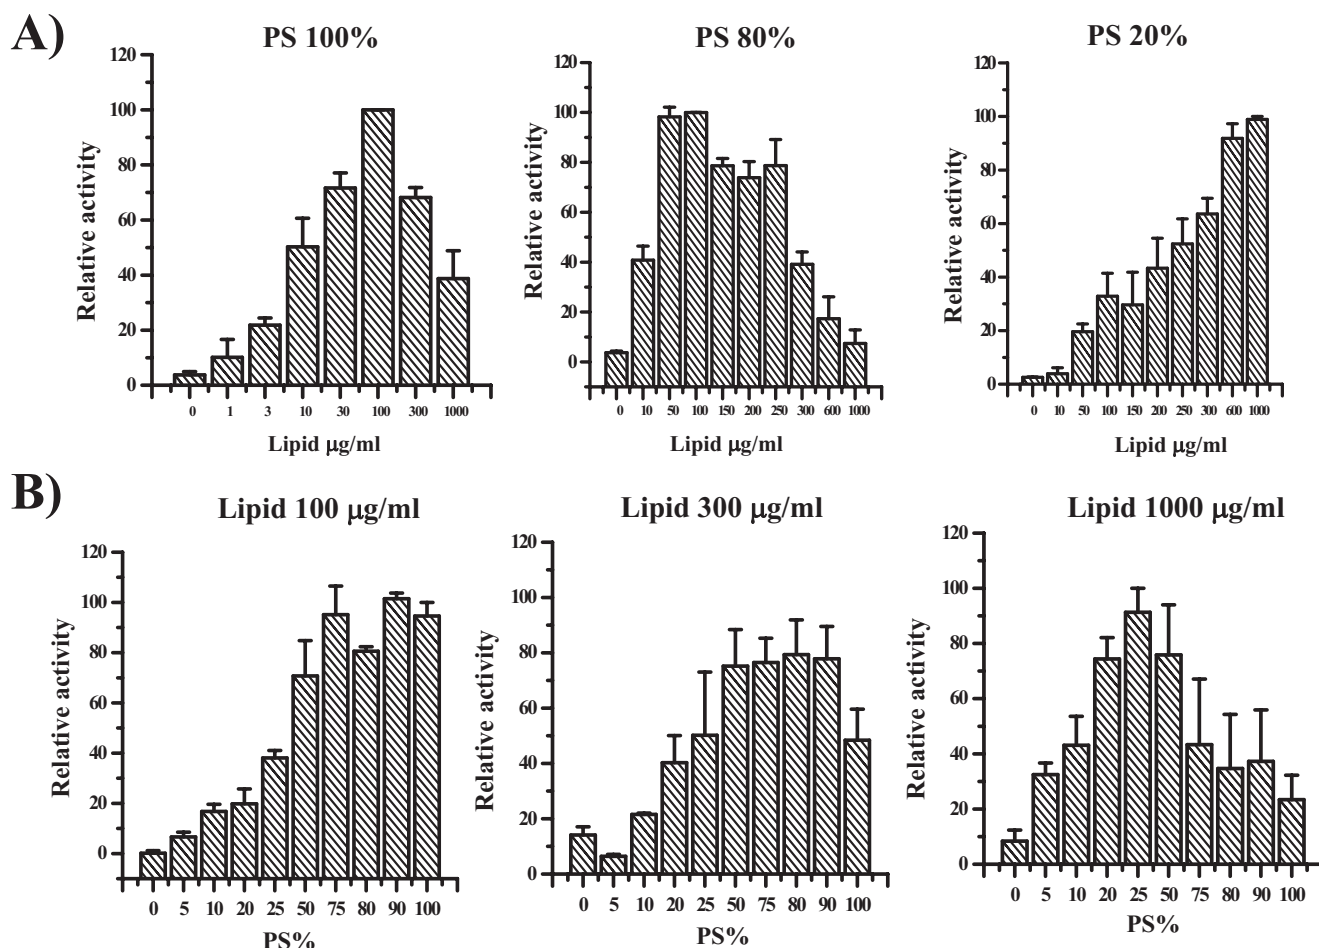 A)
PS 100%
PS 80%
PS 20%
Relative activity
120
100
80
60
40
20
0
0 1 3 10 30 100 300 1000
Lipid μg/ml
Relative activity
120
100
80
60
40
20
0
0 10 50 100 150 200 250 300 600 1000
Lipid μg/ml
Relative activity
120
100
80
60
40
20
0
0 10 50 100 150 200 250 300 600 1000
Lipid μg/ml
B)
Lipid 100 μg/ml
Lipid 300 μg/ml
Lipid 1000 μg/ml
Relative activity
120
100
80
60
40
20
0
0 5 10 20 25 50 75 80 90 100
PS%
Relative activity
120
100
80
60
40
20
0
0 5 10 20 25 50 75 80 90 100
PS%
Relative activity
120
100
80
60
40
20
0
0 5 10 20 25 50 75 80 90 100
PS%